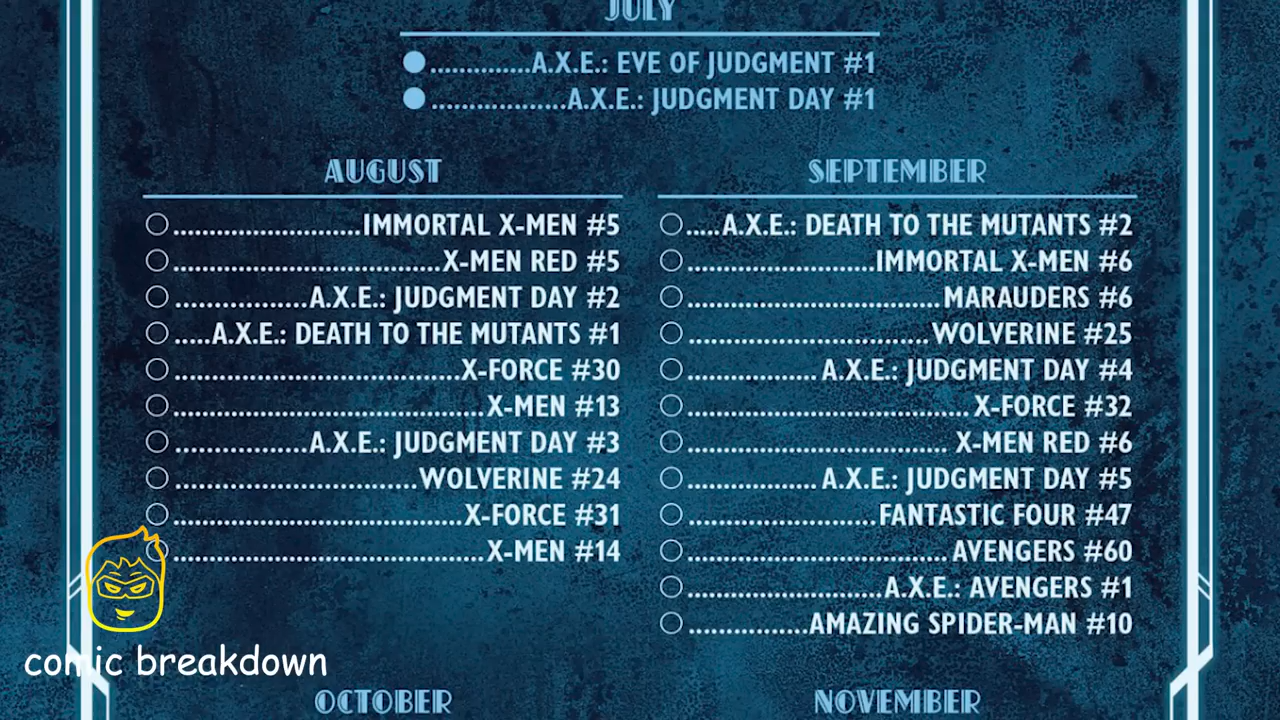 JULY
A.X.E.: EVE OF JUDGMENT #1
A.X.E.: JUDGMENT DAY #1
AUGUST
IMMORTAL X-MEN #5
X-MEN RED #5
A.X.E.: JUDGMENT DAY #2
A.X.E.: DEATH TO THE MUTANTS #1
X-FORCE #30
X-MEN #13
A.X.E.: JUDGMENT DAY #3
WOLVERINE #24
X-FORCE #31
X-MEN #14
SEPTEMBER
A.X.E.: DEATH TO THE MUTANTS #2
IMMORTAL X-MEN #6
MARAUDERS #6
WOLVERINE #25
A.X.E.: JUDGMENT DAY #4
X-FORCE #32
X-MEN RED #6
A.X.E.: JUDGMENT DAY #5
FANTASTIC FOUR #47
AVENGERS #60
A.X.E.: AVENGERS #1
AMAZING SPIDER-MAN #10
comic breakdown
OCTOBER
NOVEMBER